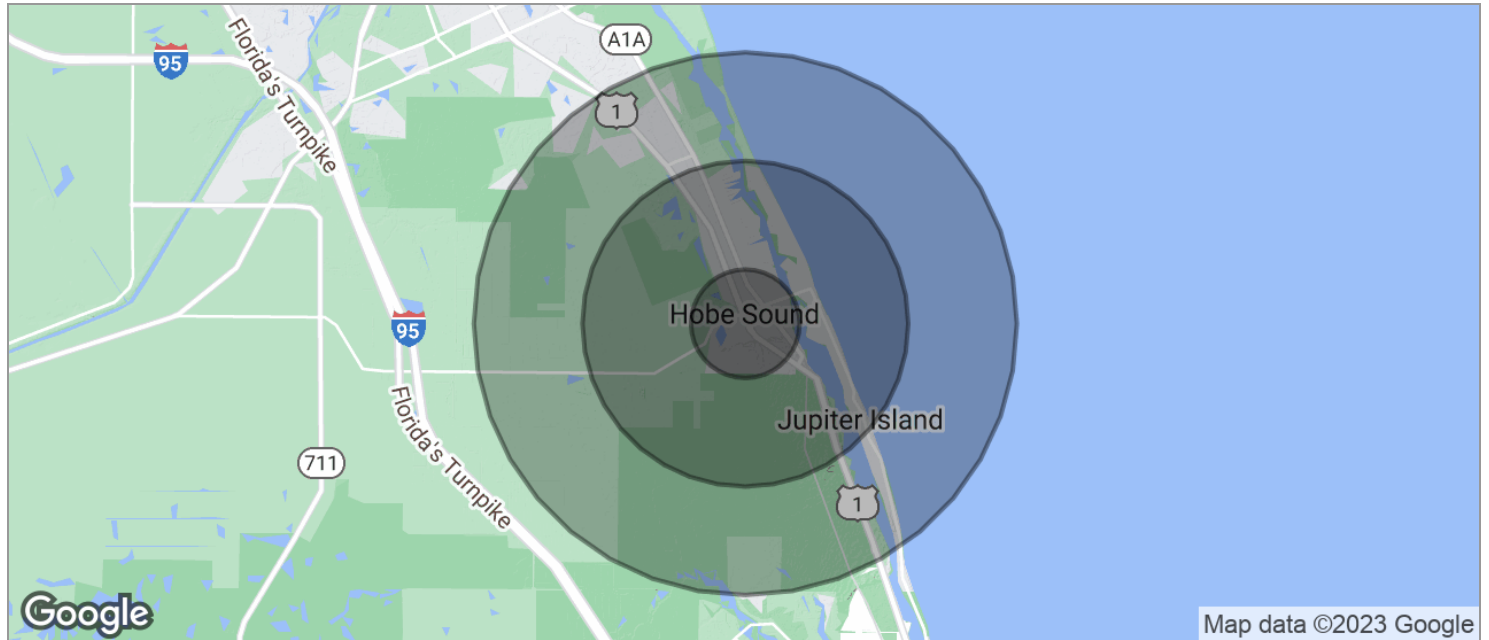 A1A
95
Florida's Turnpike
1
Hobe Sound
95
Jupiter Island
Florida's Turnpike
711
1
Google
Map data ©2023 Google